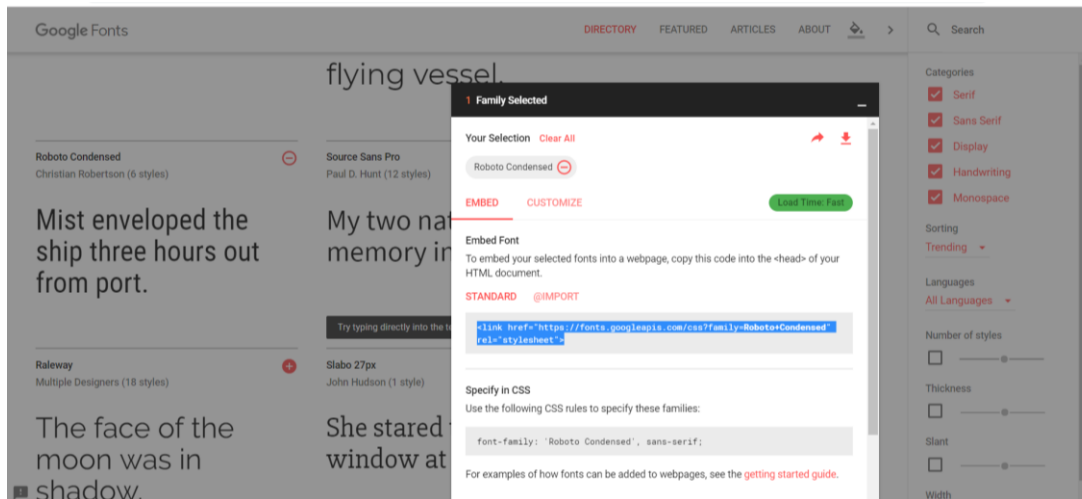 Google Fonts
DIRECTORY
FEATURED
ARTICLES
ABOUT
Search
flying vessel.
Roboto Condensed
Christian Robertson (6 styles)
Mist enveloped the
ship three hours out
from port.
Source Sans Pro
Paul D. Hunt (12 styles)
My two nat
memory in
Try typing directly into the te
Raleway
Multiple Designers (18 styles)
The face of the
moon was in
shadow.
Slabo 27px
John Hudson (1 style)
She stared
window at
1 Family Selected
Your Selection Clear All
Roboto Condensed
EMBED
CUSTOMIZE
Load Time: Fast
Embed Font
To embed your selected fonts into a webpage, copy this code into the <head> of your
HTML document.
STANDARD
@IMPORT
<link href="https://fonts.googleapis.com/css?family=Roboto+Condensed"
rel="stylesheet">
Specify in CSS
Use the following CSS rules to specify these families:
font-family: 'Roboto Condensed', sans-serif;
For examples of how fonts can be added to webpages, see the getting started guide.
Categories
Serif
Sans Serif
Display
Handwriting
Monospace
Sorting
Trending
Languages
All Languages
Number of styles
Thickness
Slant
Width